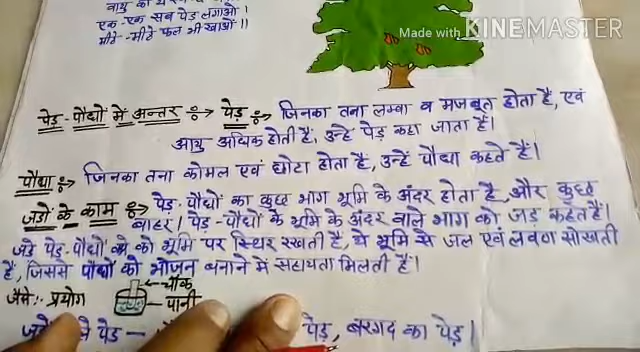 एक-एक सब पेड़ लगाओ।
मीठे-मीठे फल भी खाओ॥
Made with KINEMASTER
पेड़-पौधों में अन्तर :→ पेड़ :→ जिनका तना लम्बा व मजबूत होता है, एवं
आयु अधिक होती है, उन्हे पेड़ कहा जाता है।
पौधा :→ जिनका तना कोमल एवं छोटा होता है, उन्हें पौधा कहते हैं।
जड़ों के काम :→ पेड़-पौधों का कुछ भाग भूमि के अंदर होता है, और कुछ
बाहर। पेड़-पौधों के भूमि के अंदर वाले भाग को जड़ कहते हैं।
जड़े पेड़-पौधों को भूमि पर स्थिर रखती हैं, ये भूमि से जल एवं लवण सोखती
हैं, जिससे पौधों को भोजन बनाने में सहायता मिलती है।
जैसे:- प्रयोग
चॉक
पानी
पेड़ — पेड़, बरगद का पेड़।